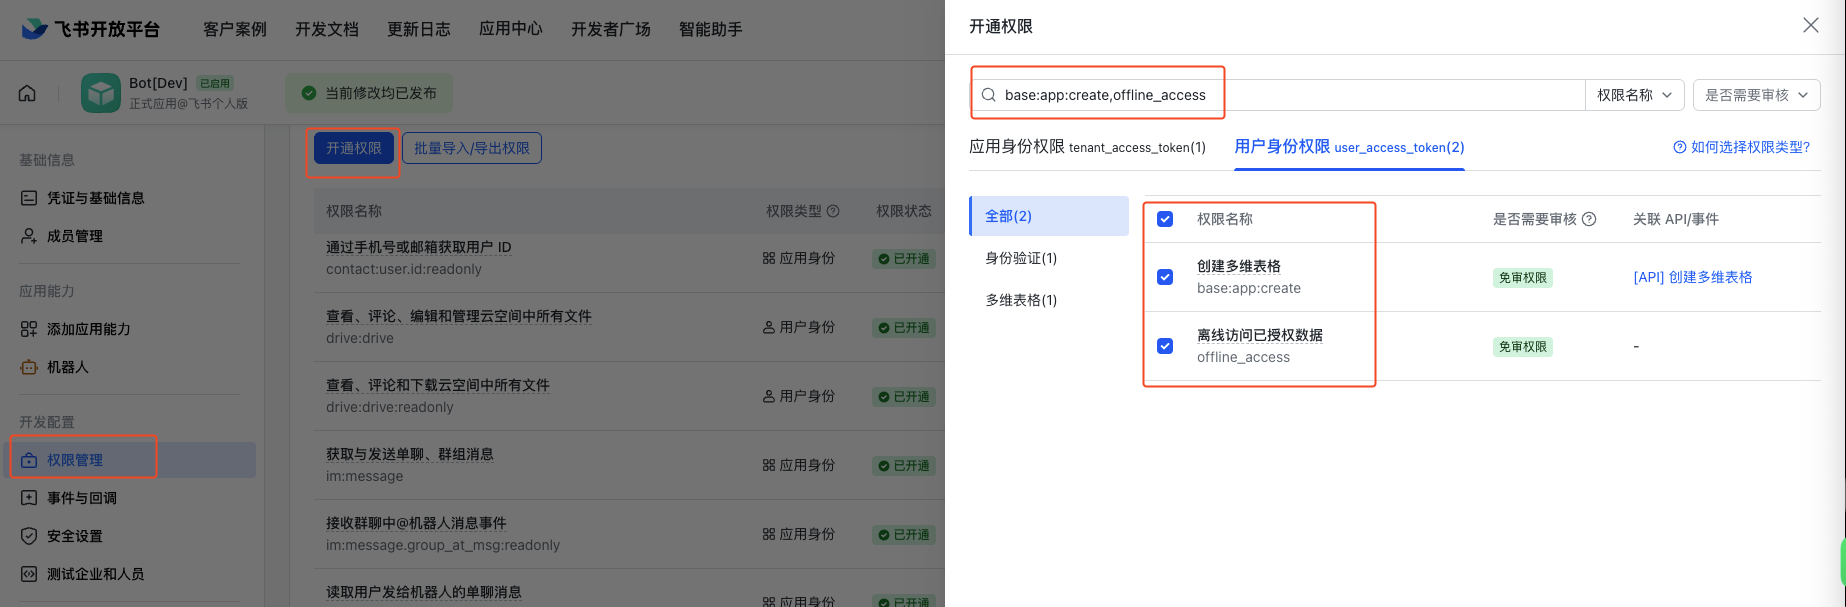 飞书开放平台
客户案例
开发文档
更新日志
应用中心
开发者广场
智能助手
Bot[Dev] 已启用
正式应用@飞书个人版
当前修改均已发布
基础信息
凭证与基础信息
成员管理
应用能力
添加应用能力
机器人
开发配置
权限管理
事件与回调
安全设置
测试企业和人员
开通权限
批量导入/导出权限
权限名称
权限类型
权限状态
通过手机号或邮箱获取用户 ID
contact:user.id:readonly
应用身份
已开通
查看、评论、编辑和管理云空间中所有文件
drive:drive
用户身份
已开通
查看、评论和下载云空间中所有文件
drive:drive:readonly
用户身份
已开通
获取与发送单聊、群组消息
im:message
应用身份
已开通
接收群聊中@机器人消息事件
im:message.group_at_msg:readonly
应用身份
已开通
读取用户发给机器人的单聊消息
应用身份
已开通
开通权限
base:app:create,offline_access
权限名称
是否需要审核
应用身份权限 tenant_access_token(1)
用户身份权限 user_access_token(2)
如何选择权限类型?
全部(2)
身份验证(1)
多维表格(1)
权限名称
是否需要审核
关联 API/事件
创建多维表格
base:app:create
免审权限
[API] 创建多维表格
离线访问已授权数据
offline_access
免审权限
-